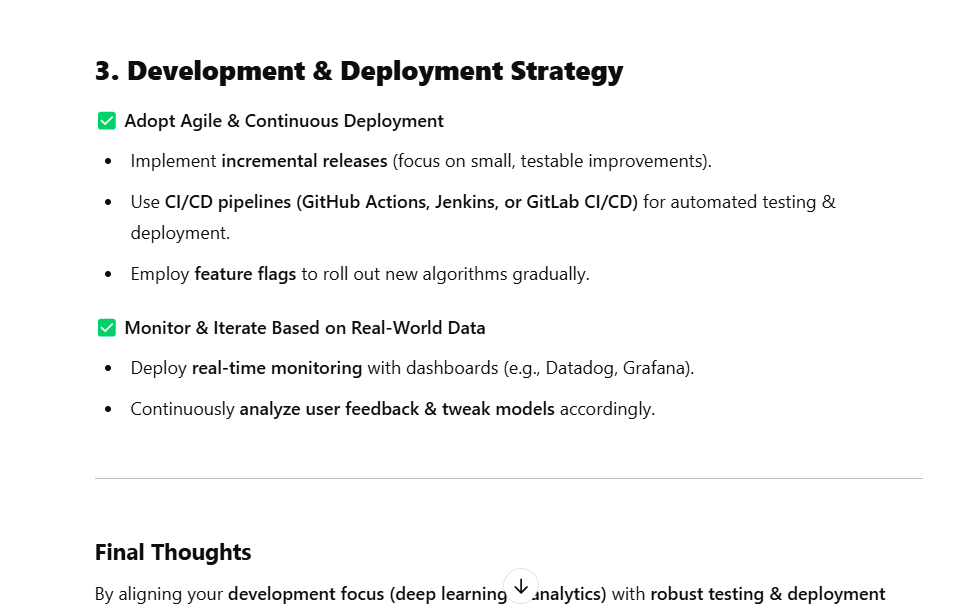 3. Development & Deployment Strategy
✅ Adopt Agile & Continuous Deployment
• Implement incremental releases (focus on small, testable improvements).
• Use CI/CD pipelines (GitHub Actions, Jenkins, or GitLab CI/CD) for automated testing &
deployment.
• Employ feature flags to roll out new algorithms gradually.
✅ Monitor & Iterate Based on Real-World Data
• Deploy real-time monitoring with dashboards (e.g., Datadog, Grafana).
• Continuously analyze user feedback & tweak models accordingly.
Final Thoughts
By aligning your development focus (deep learning analytics) with robust testing & deployment